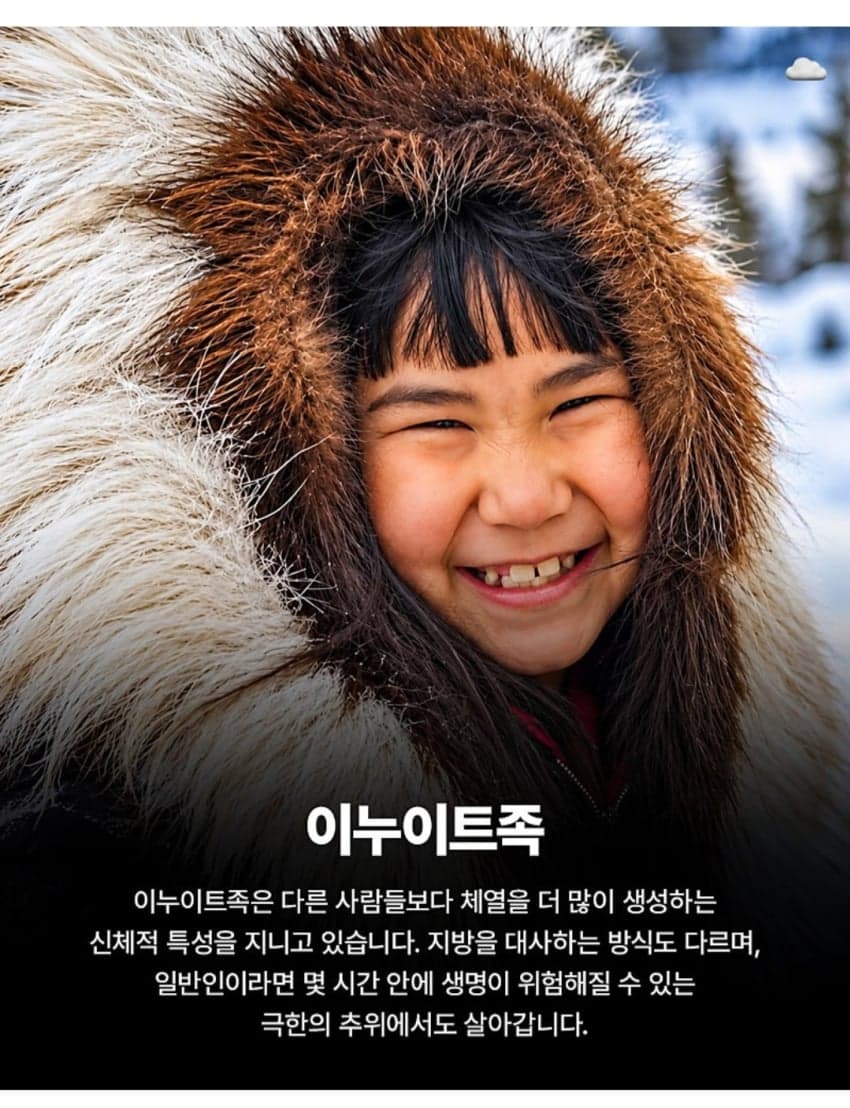 이누이트족
이누이트족은 다른 사람들보다 체열을 더 많이 생성하는
신체적 특성을 지니고 있습니다. 지방을 대사하는 방식도 다르며,
일반인이라면 몇 시간 안에 생명이 위험해질 수 있는
극한의 추위에서도 살아갑니다.